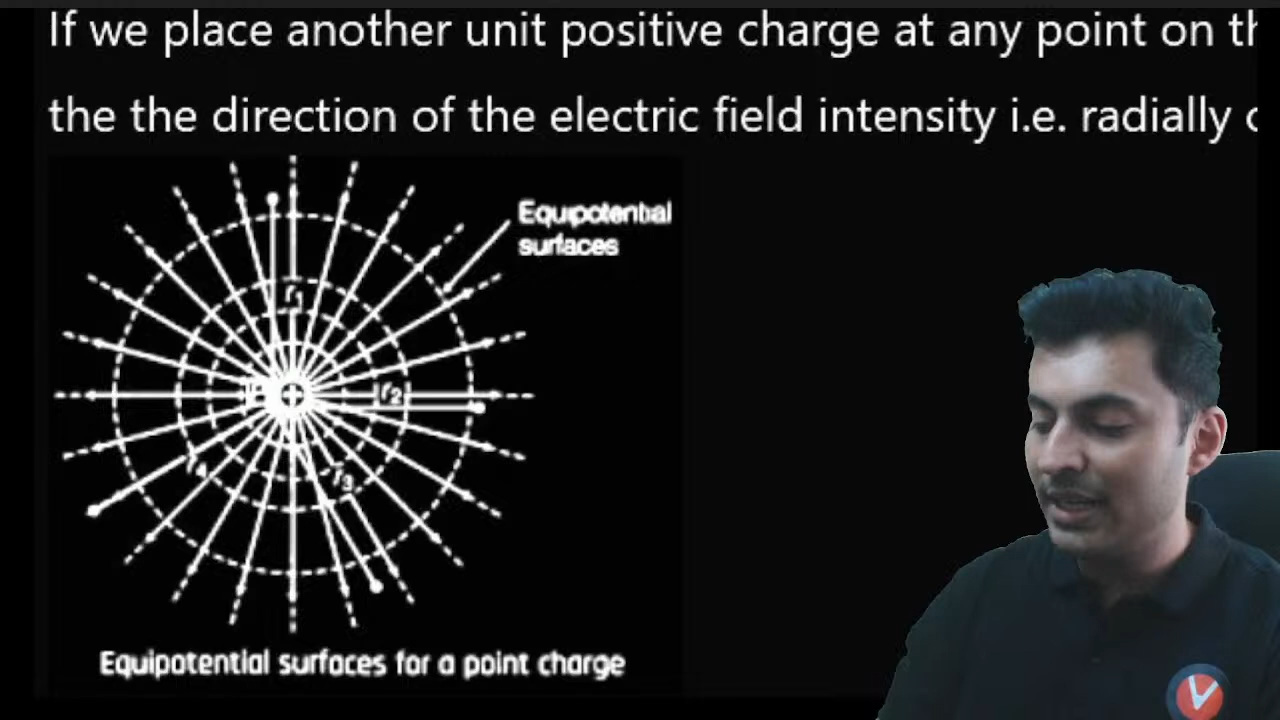 If we place another unit positive charge at any point on th
the the direction of the electric field intensity i.e. radially
Equipotential
surfaces
r1
r2
r3
r4
Equipotential surfaces for a point charge